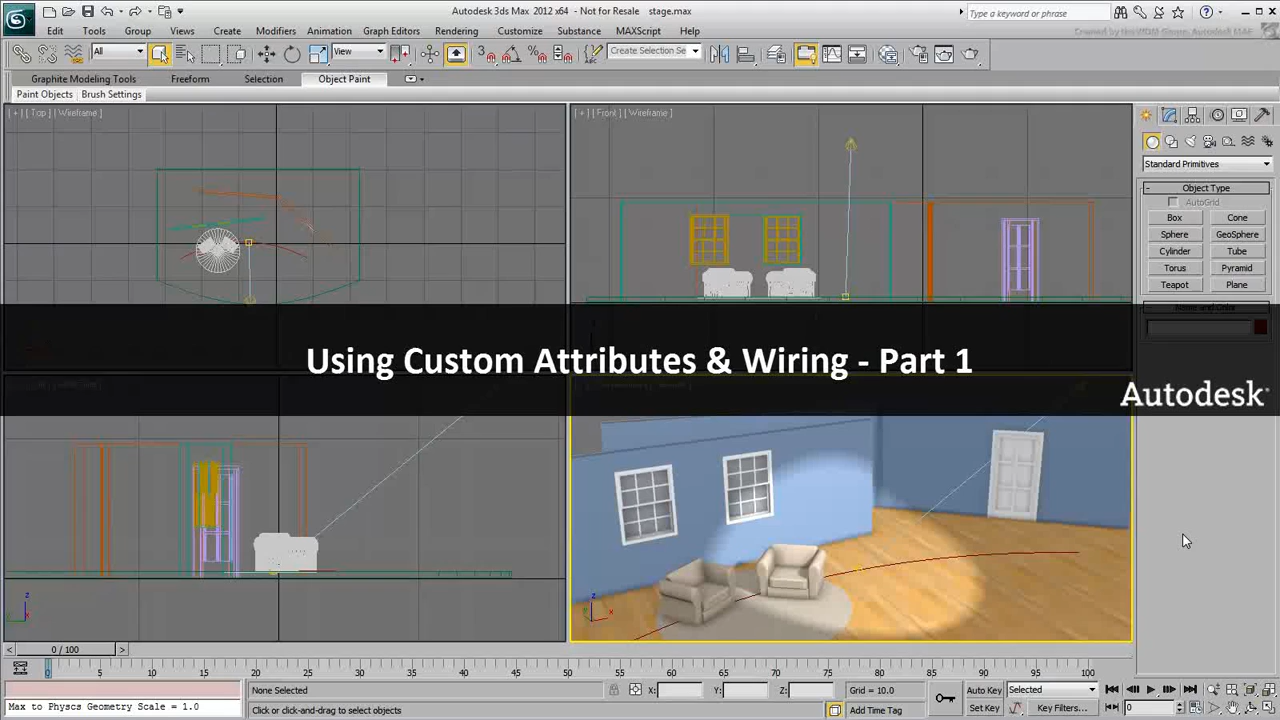 Autodesk 3ds Max 2012 x64 - Not for Resale stage.max
Type a keyword or phrase
Edit Tools Group Views Create Modifiers Animation Graph Editors Rendering Customize Substance MAXScript Help
All
View
Create Selection Se
Graphite Modeling Tools Freeform Selection Object Paint
Paint Objects Brush Settings
[ + ] [ Top ] [ Wireframe ]
[ + ] [ Front ] [ Wireframe ]
Standard Primitives
- Object Type
AutoGrid
Box Cone
Sphere GeoSphere
Cylinder Tube
Torus Pyramid
Teapot Plane
Name and Color
Using Custom Attributes & Wiring - Part 1
Autodesk
z
x
z
x
0 / 100
0 5 10 15 20 25 30 35 40 45 50 55 60 65 70 75 80 85 90 95 100
None Selected X: Y: Z: Grid = 10.0 Auto Key Selected
Max to Physics Geometry Scale = 1.0 Click or click-and-drag to select objects Add Time Tag Set Key Key Filters... 0